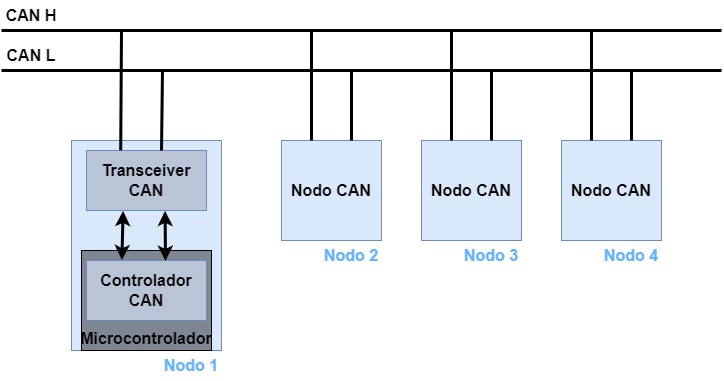 CAN H
CAN L
Transceiver
CAN
Nodo CAN
Nodo CAN
Nodo CAN
Nodo 2
Nodo 3
Nodo 4
Controlador
CAN
Microcontrolador
Nodo 1